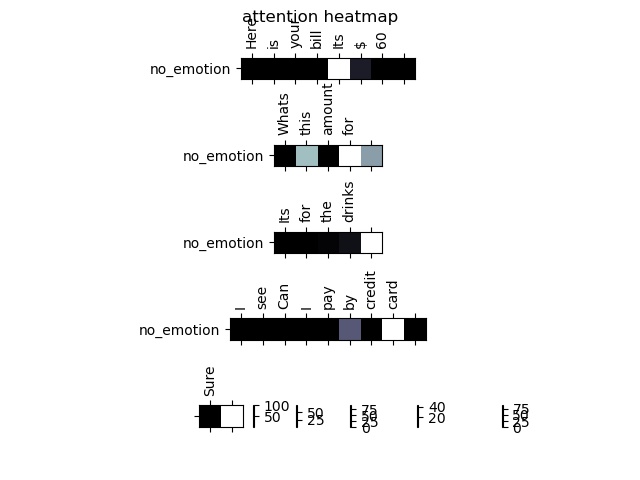 attention heatmap
Here is your bill Its $ 60
no_emotion
Whats this amount for
no_emotion
Its for the drinks
no_emotion
I see Can I pay by credit card
no_emotion
Sure
100 50 75 40 75
50 25 50 20 50
25 25
0 0